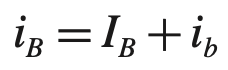 i_B = I_B + i_b